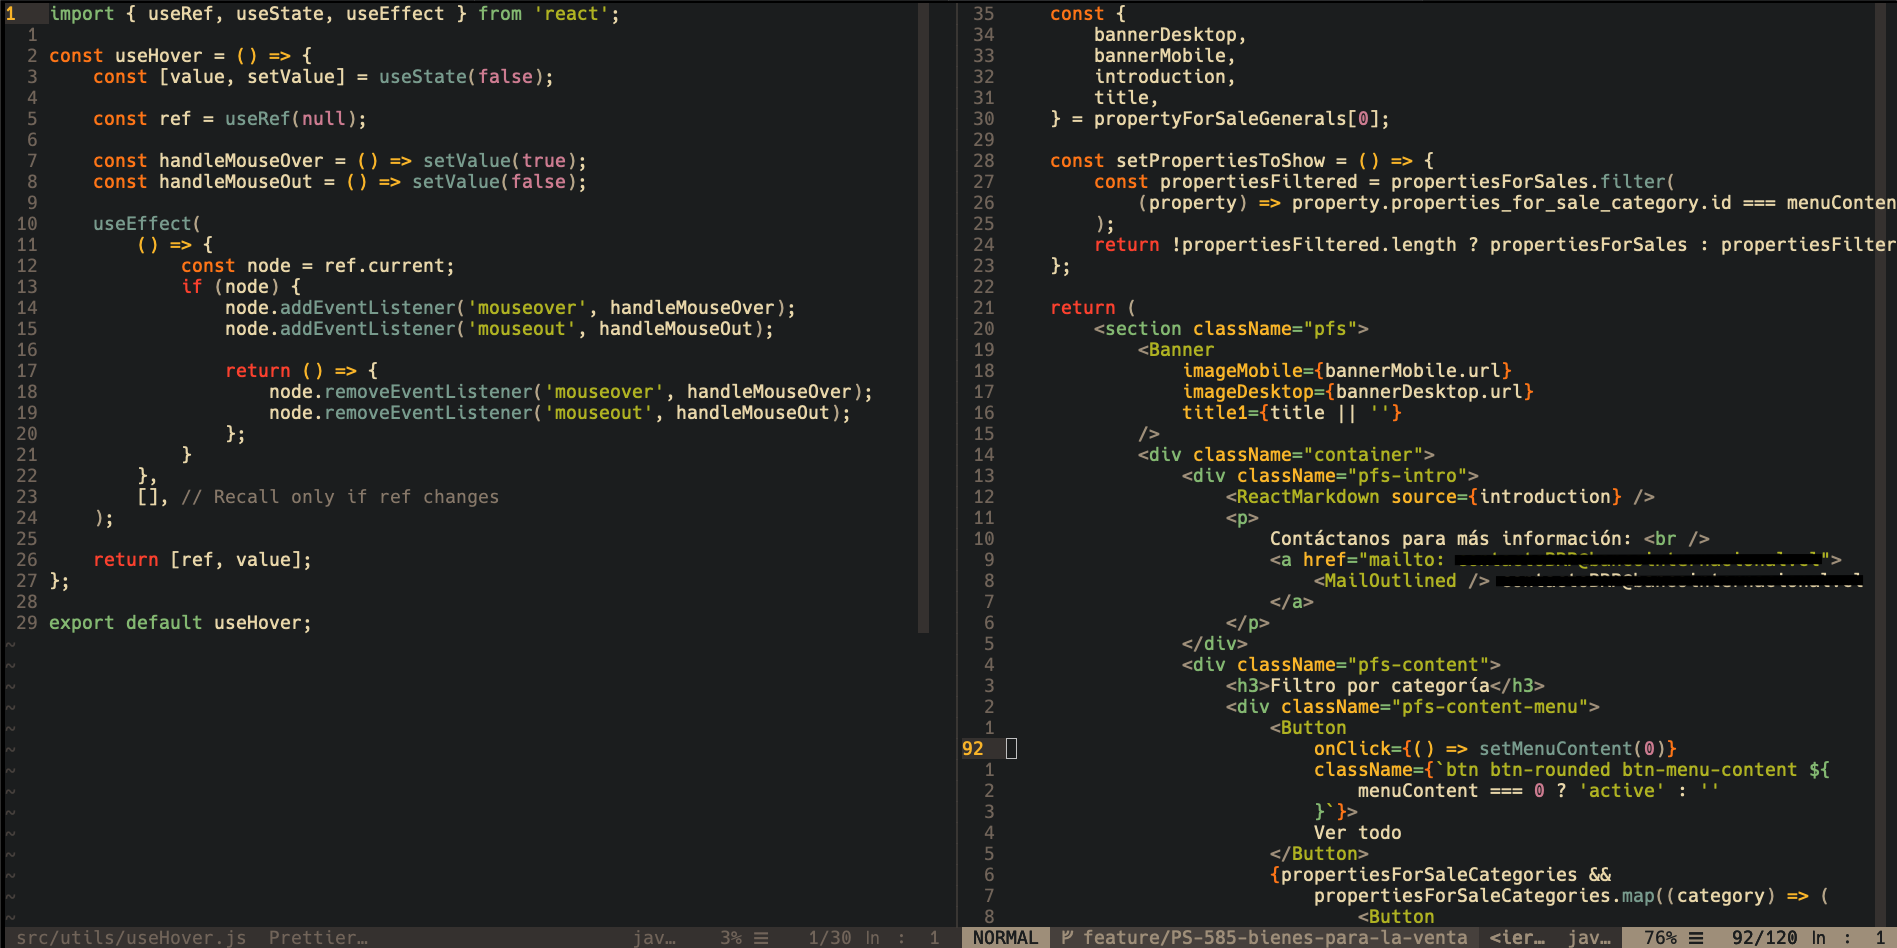 1 import { useRef, useState, useEffect } from 'react';
1
2 const useHover = () => {
3 const [value, setValue] = useState(false);
4
5 const ref = useRef(null);
6
7 const handleMouseOver = () => setValue(true);
8 const handleMouseOut = () => setValue(false);
9
10 useEffect(
11 () => {
12 const node = ref.current;
13 if (node) {
14 node.addEventListener('mouseover', handleMouseOver);
15 node.addEventListener('mouseout', handleMouseOut);
16
17 return () => {
18 node.removeEventListener('mouseover', handleMouseOver);
19 node.removeEventListener('mouseout', handleMouseOut);
20 };
21 }
22 },
23 [], // Recall only if ref changes
24 );
25
26 return [ref, value];
27 };
28
29 export default useHover;
~
~
~
~
~
~
~
~
~
~
~
~
~
~
src/utils/useHover.js Prettier… jav… 3% ☰ 1/30 ln : 1
35 const {
34 bannerDesktop,
33 bannerMobile,
32 introduction,
31 title,
30 } = propertyForSaleGenerals[0];
29
28 const setPropertiesToShow = () => {
27 const propertiesFiltered = propertiesForSales.filter(
26 (property) => property.properties_for_sale_category.id === menuConten
25 );
24 return !propertiesFiltered.length ? propertiesForSales : propertiesFilter
23 };
22
21 return (
20 <section className="pfs">
19 <Banner
18 imageMobile={bannerMobile.url}
17 imageDesktop={bannerDesktop.url}
16 title1={title || ''}
15 />
14 <div className="container">
13 <div className="pfs-intro">
12 <ReactMarkdown source={introduction} />
11 <p>
10 Contáctanos para más información: <br />
9 <a href="mailto: ">
8 <MailOutlined />
7 </a>
6 </p>
5 </div>
4 <div className="pfs-content">
3 <h3>Filtro por categoría</h3>
2 <div className="pfs-content-menu">
1 <Button
92 onClick={() => setMenuContent(0)}
1 className={`btn btn-rounded btn-menu-content ${
2 menuContent === 0 ? 'active' : ''
3 }`}>
4 Ver todo
5 </Button>
6 {propertiesForSaleCategories &&
7 propertiesForSaleCategories.map((category) => (
8 <Button
NORMAL feature/PS-585-bienes-para-la-venta <ier… jav… 76% ☰ 92/120 ln : 1